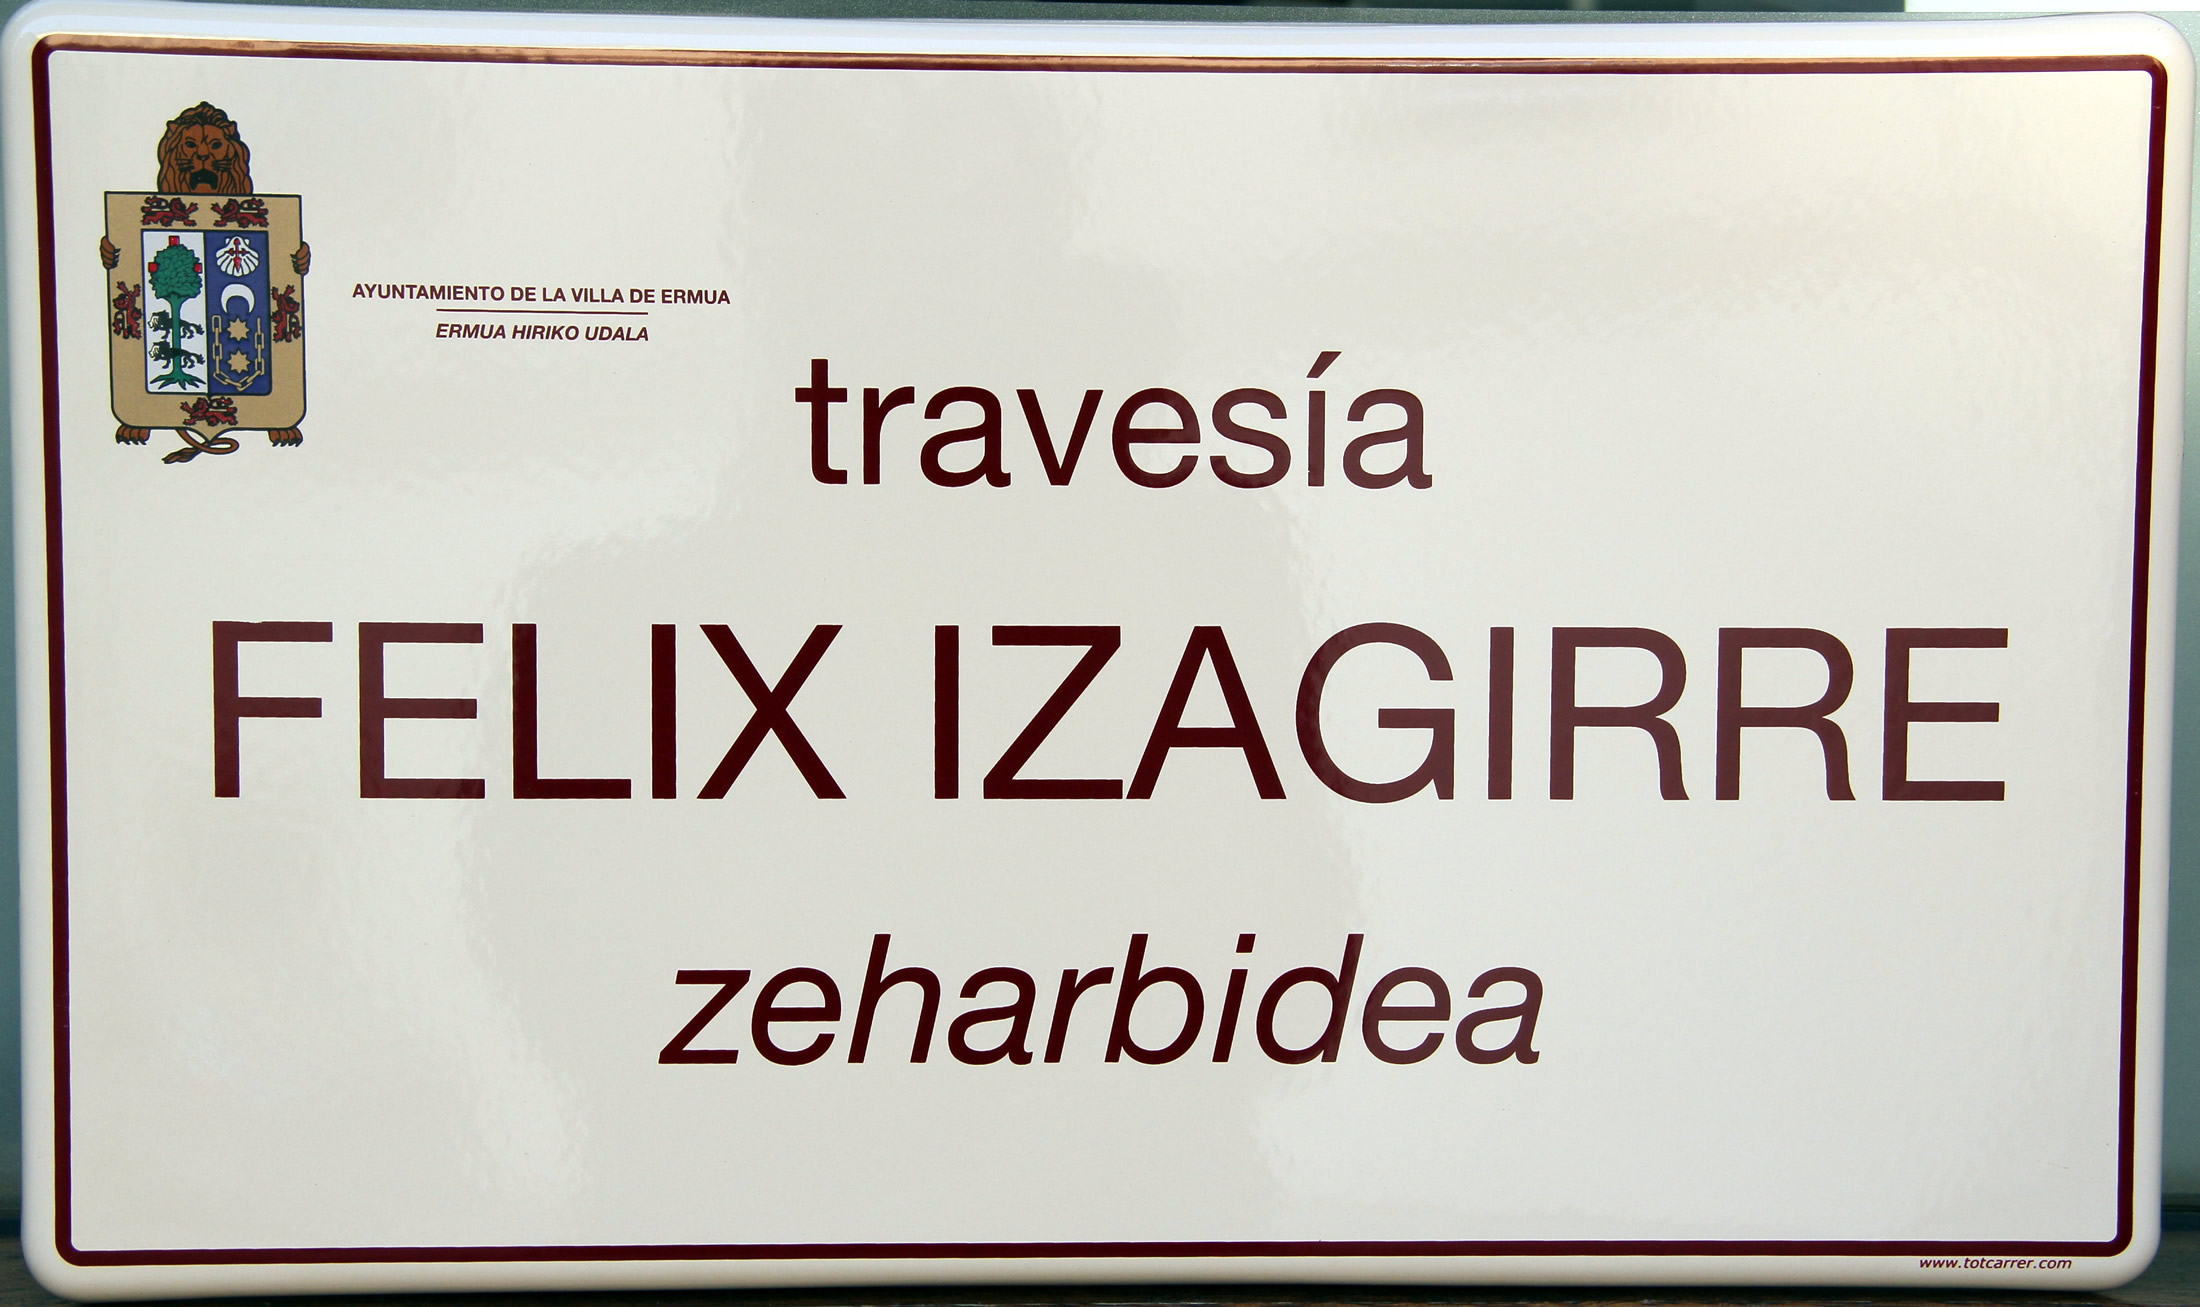 AYUNTAMIENTO DE LA VILLA DE ERMUA
ERMUA HIRIKO UDALA
travesía
FELIX IZAGIRRE
zeharbidea
www.totcarrer.com